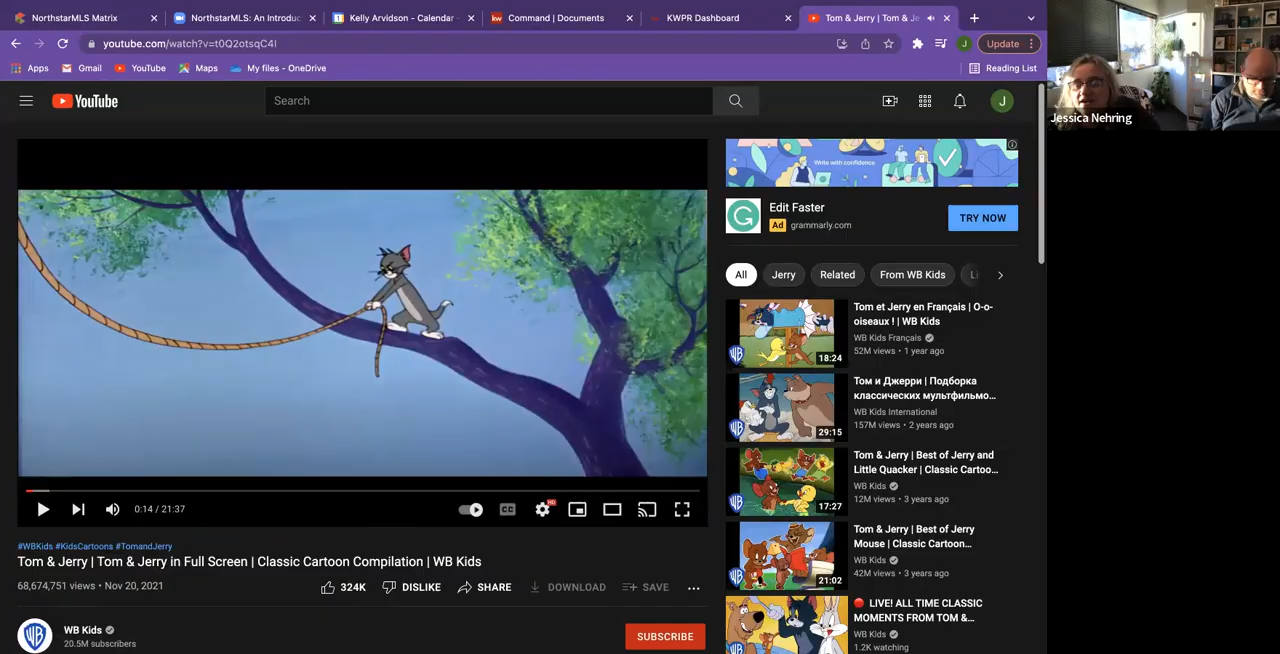 NorthstarMLS Matrix
NorthstarMLS: An Introduc
Kelly Arvidson - Calendar -
kw Command | Documents
KWPR Dashboard
Tom & Jerry | Tom & Je
youtube.com/watch?v=t0Q2otsqC4I
J Update
Apps Gmail YouTube Maps My files - OneDrive Reading List
YouTube
Search
J
Jessica Nehring
Write with confidence
Edit Faster
Ad grammarly.com
TRY NOW
All Jerry Related From WB Kids Li
Tom et Jerry en Français | O-o-
oiseaux ! | WB Kids
WB Kids Français
52M views • 1 year ago
18:24
Том и Джерри | Подборка
классических мультфильмо...
WB Kids International
157M views • 2 years ago
29:15
Tom & Jerry | Best of Jerry and
Little Quacker | Classic Cartoo...
WB Kids
12M views • 3 years ago
17:27
Tom & Jerry | Best of Jerry
Mouse | Classic Cartoon...
WB Kids
42M views • 3 years ago
21:02
LIVE! ALL TIME CLASSIC
MOMENTS FROM TOM &...
WB Kids
1.2K watching
0:14 / 21:37
CC HD
#WBKids #KidsCartoons #TomandJerry
Tom & Jerry | Tom & Jerry in Full Screen | Classic Cartoon Compilation | WB Kids
68,674,751 views • Nov 20, 2021
324K DISLIKE SHARE DOWNLOAD SAVE
WB Kids
20.5M subscribers
SUBSCRIBE